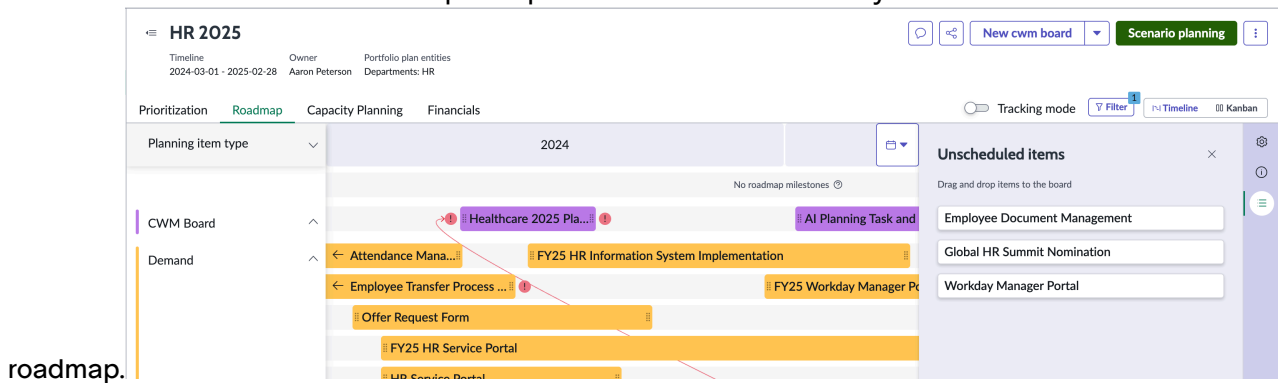 HR 2025
New cwm board
Scenario planning
Timeline
Owner
Portfolio plan entities
2024-03-01 - 2025-02-28
Aaron Peterson
Departments: HR
Prioritization
Roadmap
Capacity Planning
Financials
Tracking mode
Filter
1
Timeline
Kanban
Planning item type
2024
Unscheduled items
Drag and drop items to the board
No roadmap milestones
CWM Board
Healthcare 2025 Pla...
AI Planning Task and
Employee Document Management
Demand
Attendance Mana...
FY25 HR Information System Implementation
Global HR Summit Nomination
Employee Transfer Process ...
FY25 Workday Manager Po
Workday Manager Portal
Offer Request Form
FY25 HR Service Portal
roadmap.
HR Service Portal